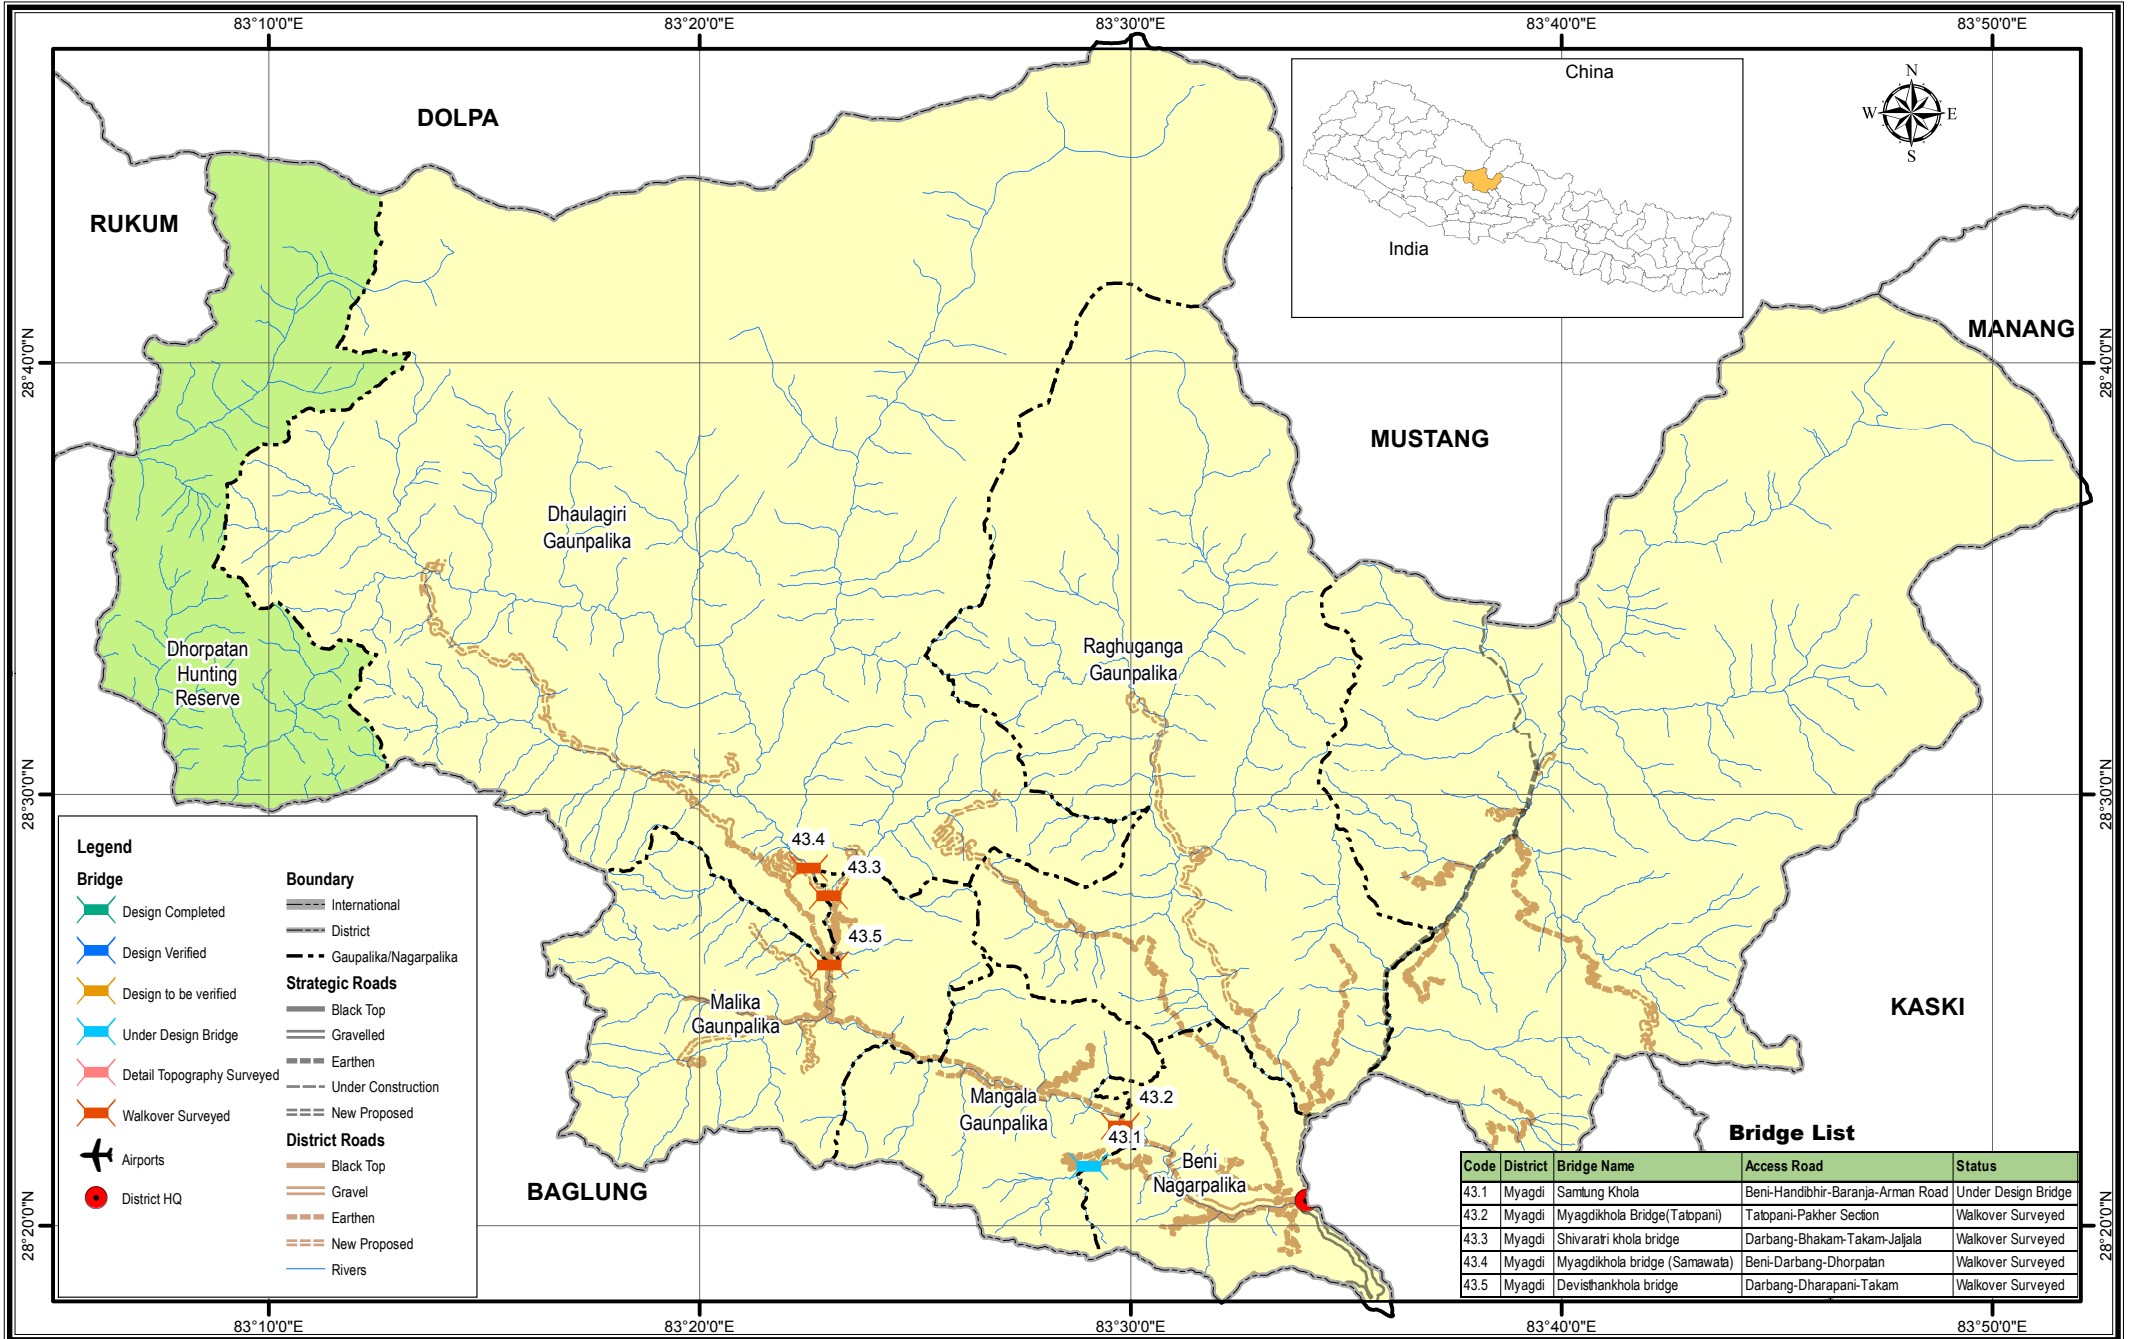 83°10'0"E
83°20'0"E
83°30'0"E
83°40'0"E
83°50'0"E
China
India
N
W
E
S
DOLPA
RUKUM
MANANG
MUSTANG
KASKI
BAGLUNG
28°40'0"N
28°40'0"N
28°30'0"N
28°30'0"N
28°20'0"N
28°20'0"N
Dhaulagiri
Gaunpalika
Dhorpatan
Hunting
Reserve
Raghuganga
Gaunpalika
43.4
43.3
43.5
Malika
Gaunpalika
Mangala
Gaunpalika
43.2
43.1
Beni
Nagarpalika
Legend
Bridge
Design Completed
Design Verified
Design to be verified
Under Design Bridge
Detail Topography Surveyed
Walkover Surveyed
Airports
District HQ
Boundary
International
District
Gaupalika/Nagarpalika
Strategic Roads
Black Top
Gravelled
Earthen
Under Construction
New Proposed
District Roads
Black Top
Gravel
Earthen
New Proposed
Rivers
Bridge List
Code District Bridge Name Access Road Status
43.1 Myagdi Samtung Khola Beni-Handibhir-Baranja-Arman Road Under Design Bridge
43.2 Myagdi Myagdikhola Bridge(Tatopani) Tatopani-Pakher Section Walkover Surveyed
43.3 Myagdi Shivaratri khola bridge Darbang-Bhakam-Takam-Jaljala Walkover Surveyed
43.4 Myagdi Myagdikhola bridge (Samawata) Beni-Darbang-Dhorpatan Walkover Surveyed
43.5 Myagdi Devisthankhola bridge Darbang-Dharapani-Takam Walkover Surveyed
83°10'0"E
83°20'0"E
83°30'0"E
83°40'0"E
83°50'0"E